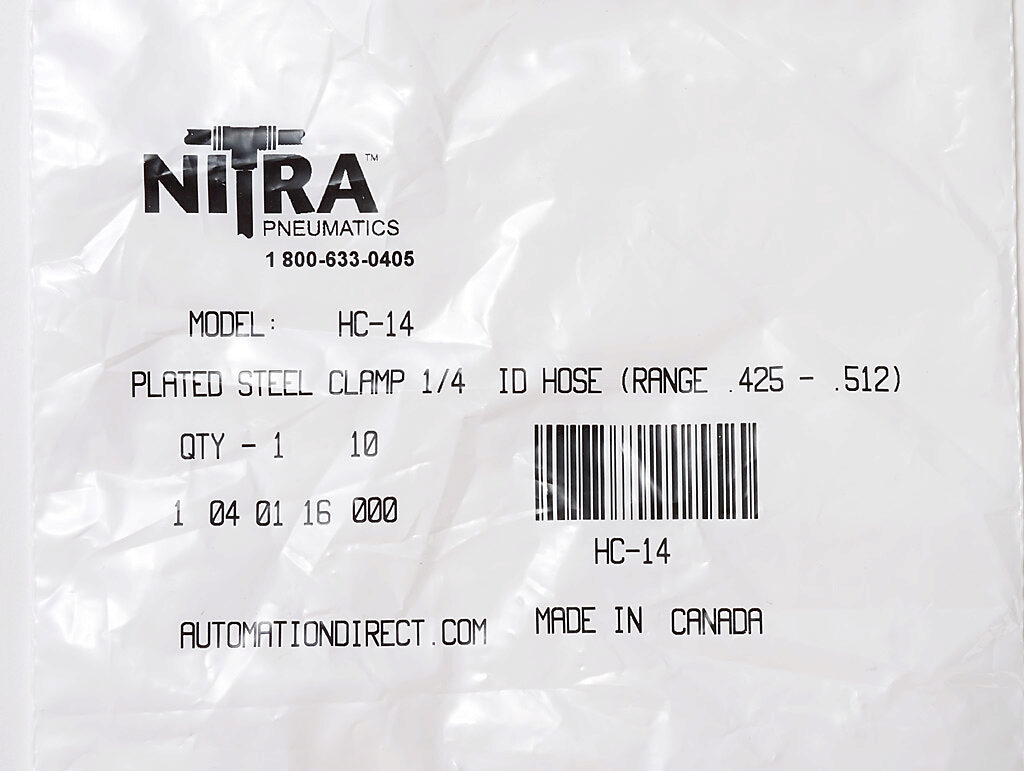 NITRA™
PNEUMATICS
1 800-633-0405
MODEL: HC-14
PLATED STEEL CLAMP 1/4 ID HOSE (RANGE .425 - .512)
QTY - 1 10
1 04 01 16 000
HC-14
AUTOMATIONDIRECT.COM
MADE IN CANADA